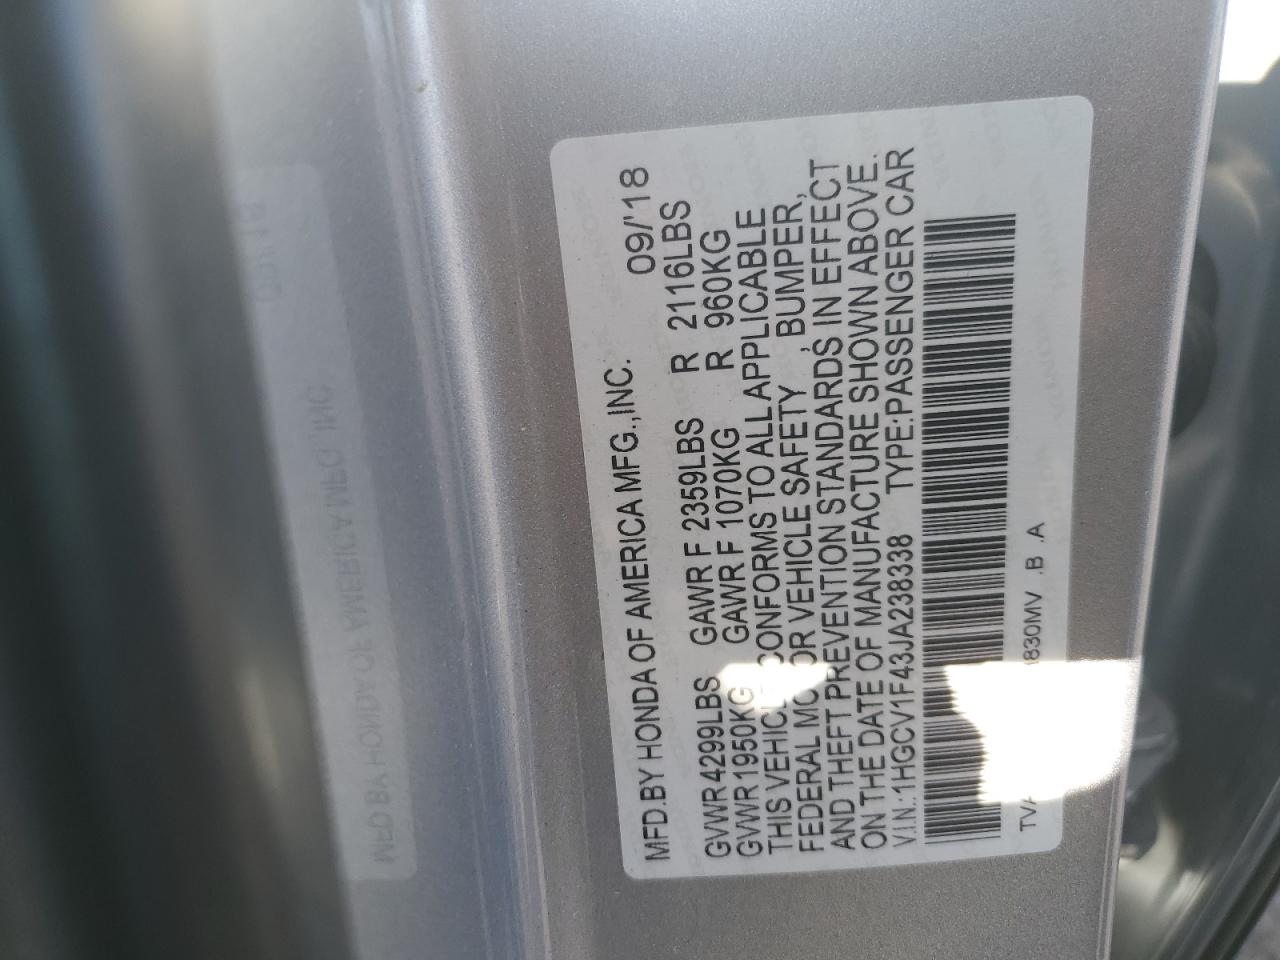 MFD.BY HONDA OF AMERICA MFG.,INC. 09/'18
GVWR 4299LBS GAWR F 2359LBS R 2116LBS
GVWR 1950KG GAWR F 1070KG R 960KG
THIS CONFORMS TO ALL APPLICABLE
FEDERAL OR VEHICLE SAFETY , BUMPER,
AND THEFT PREVENTION STANDARDS IN EFFECT
ON THE DATE OF MANUFACTURE SHOWN ABOVE.
V.I.N.:1HGCV1F43JA238338 TYPE:PASSENGER CAR
830MV .B .A